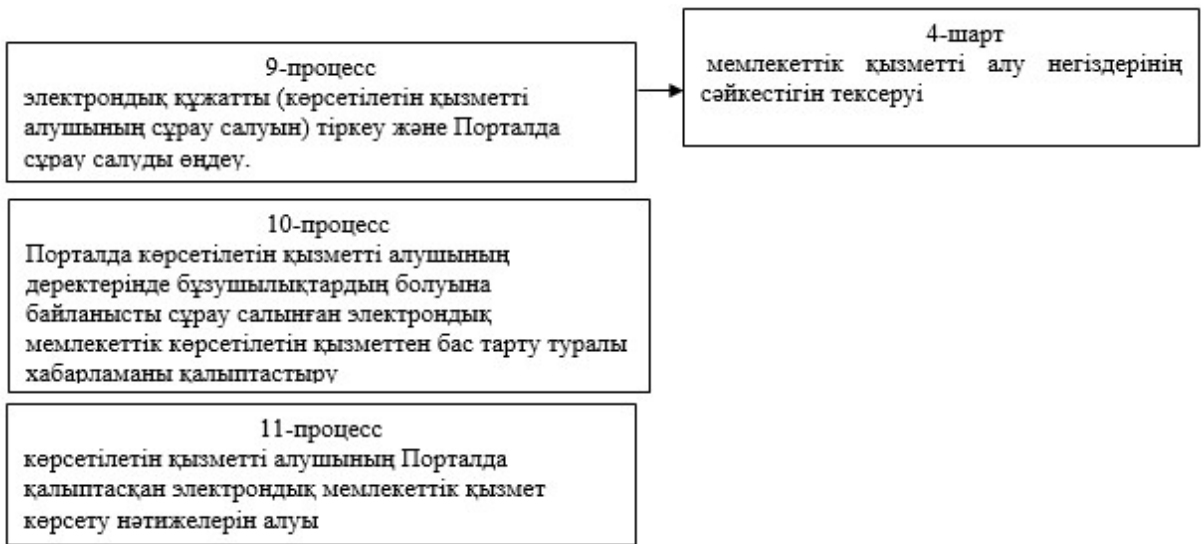 9-процесс
электрондық құжатты (көрсетілетін қызметті
алушының сұрау салуын) тіркеу және Порталда
сұрау салуды өңдеу.
4-шарт
мемлекеттік қызметті алу негіздерінің
сәйкестігін тексеруі
10-процесс
Порталда көрсетілетін қызметті алушының
деректерінде бұзушылықтардың болуына
байланысты сұрау салынған электрондық
мемлекеттік көрсетілетін қызметтен бас тарту туралы
хабарламаны қалыптастыру
11-процесс
көрсетілетін қызметті алушының Порталда
қалыптасқан электрондық мемлекеттік қызмет
көрсету нәтижелерін алуы